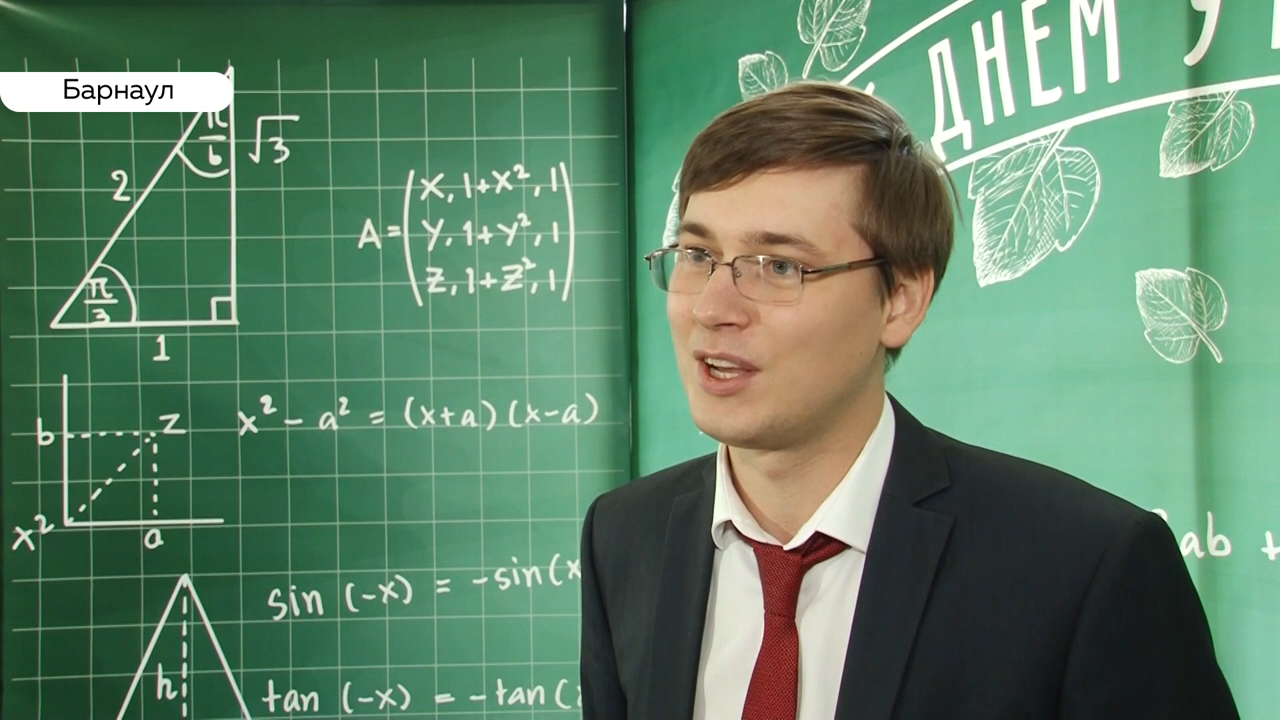 Барнаул
С ДНЕМ У
π/6
√3
2
π/3
1
A = (X, 1+X², 1
Y, 1+Y², 1
Z, 1+Z², 1)
b
z
x² - a² = (x+a)(x-a)
x²
a
ab +
sin (-x) = -sin(x
h
tan (-x) = -tan(